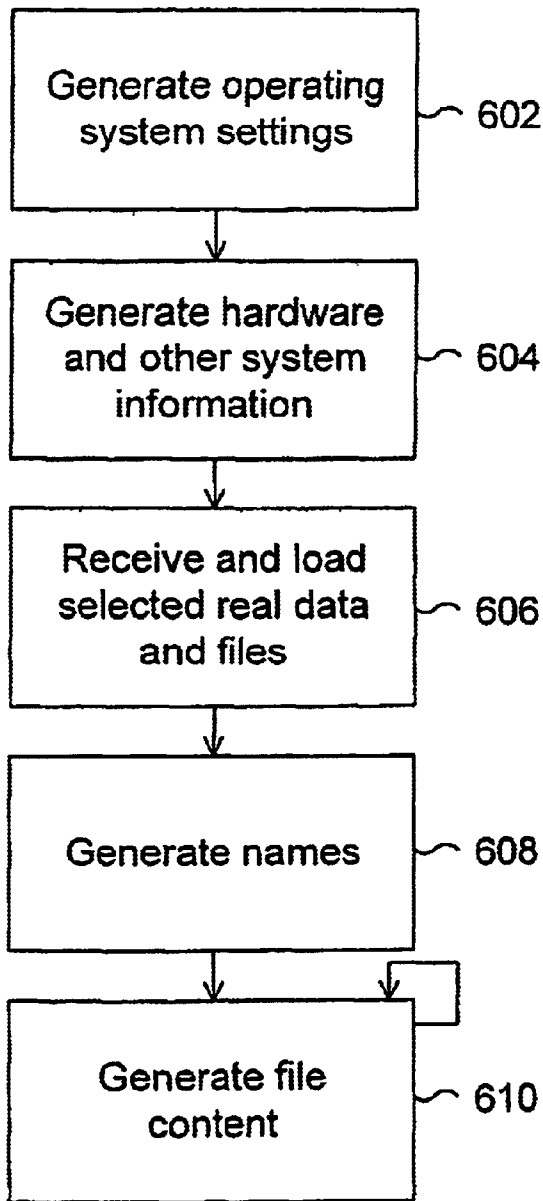 Generate operating
system settings
602
Generate hardware
and other system
information
604
Receive and load
selected real data
and files
606
Generate names
608
Generate file
content
610